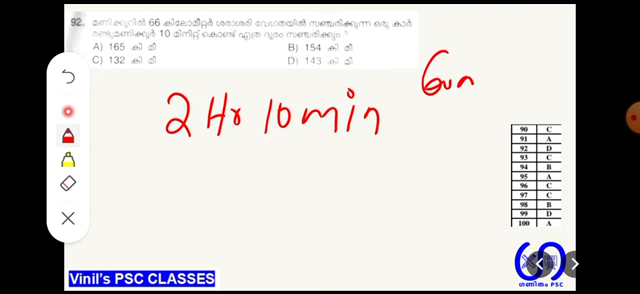 92. മണിക്കൂറിൽ 66 കിലോമീറ്റർ ശരാശരി വേഗതയിൽ സഞ്ചരിക്കുന്ന ഒരു കാർ
രണ്ടുമണിക്കൂർ 10 മിനിറ്റ് കൊണ്ട് എത്ര ദൂരം സഞ്ചരിക്കും ?
A) 165 കി മീ B) 154 കി മീ
C) 132 കി മീ D) 143 കി മീ
2 Hr 10 min
90 C
91 A
92 D
93 C
94 B
95 A
96 C
97 C
98 B
99 D
100 A
ഗണിതം PSC
Vinil's PSC CLASSES